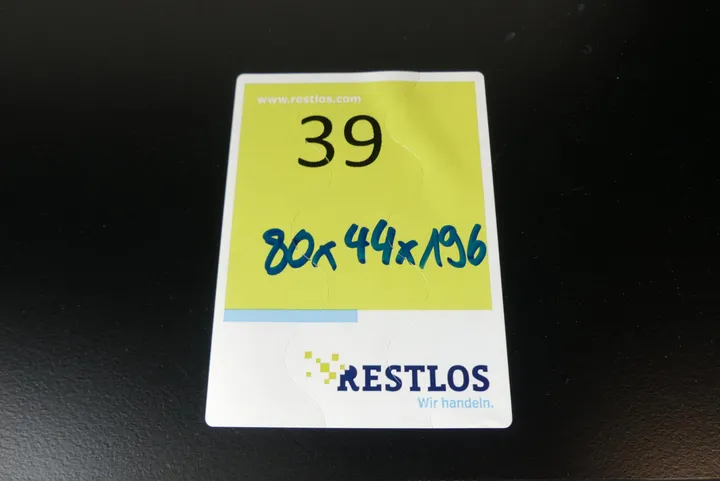 www.restlos.com
39
80x44x196
RESTLOS
Wir handeln.